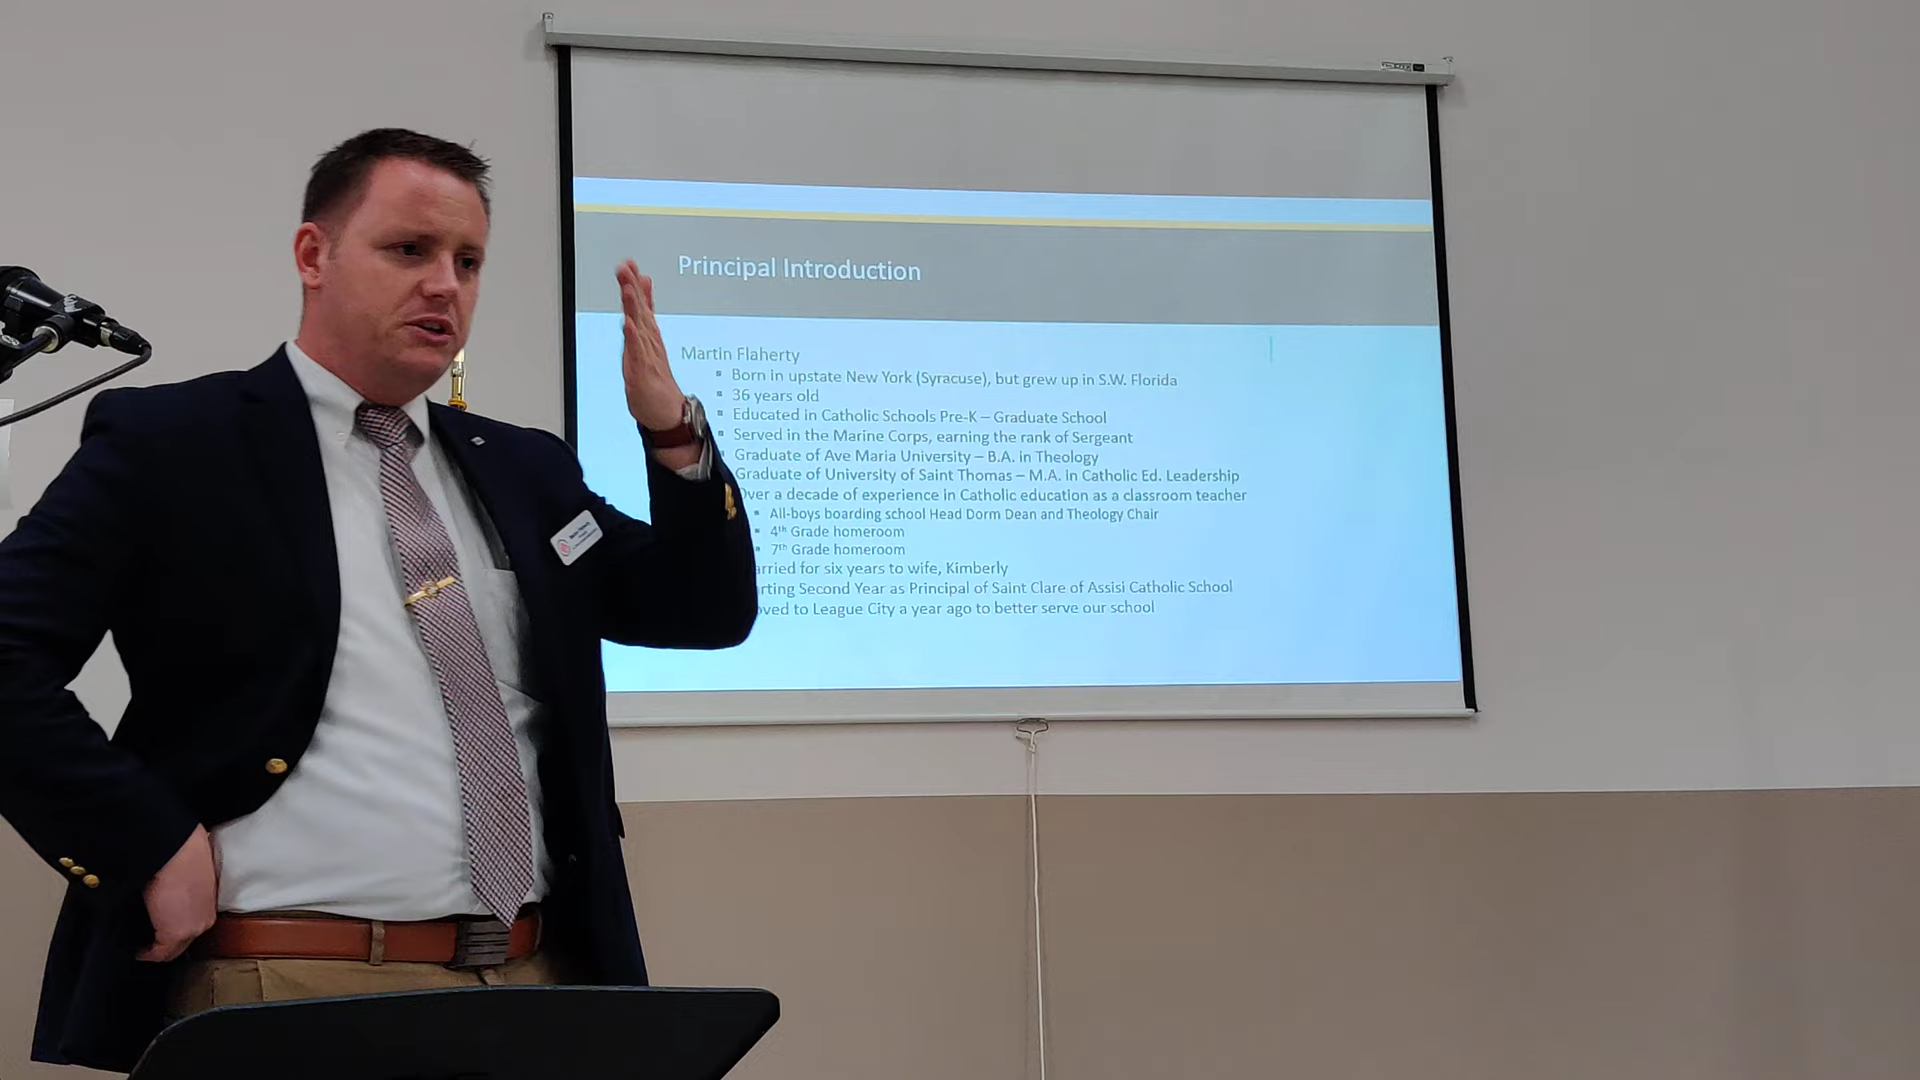 Principal Introduction
Martin Flaherty
Born in upstate New York (Syracuse), but grew up in S.W. Florida
36 years old
Educated in Catholic Schools Pre-K – Graduate School
Served in the Marine Corps, earning the rank of Sergeant
Graduate of Ave Maria University – B.A. in Theology
Graduate of University of Saint Thomas – M.A. in Catholic Ed. Leadership
Over a decade of experience in Catholic education as a classroom teacher
All-boys boarding school Head Dorm Dean and Theology Chair
4th Grade homeroom
7th Grade homeroom
arried for six years to wife, Kimberly
rting Second Year as Principal of Saint Clare of Assisi Catholic School
oved to League City a year ago to better serve our school